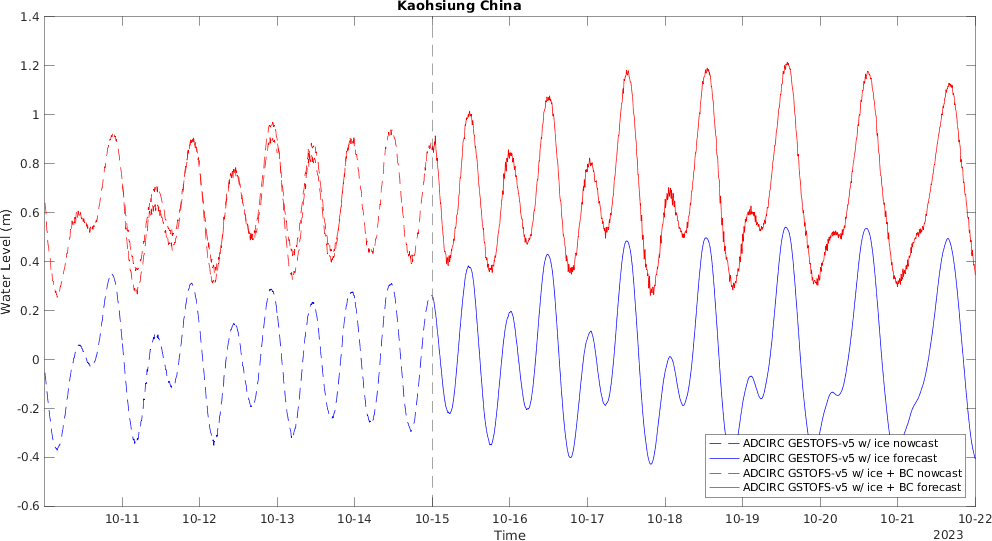 Kaohsiung China
1.4
1.2
1
0.8
0.6
0.4
0.2
0
-0.2
-0.4
-0.6
Water Level (m)
ADCIRC GESTOFS-v5 w/ ice nowcast
ADCIRC GESTOFS-v5 w/ ice forecast
ADCIRC GSTOFS-v5 w/ ice + BC nowcast
ADCIRC GSTOFS-v5 w/ ice + BC forecast
10-11 10-12 10-13 10-14 10-15 10-16 10-17 10-18 10-19 10-20 10-21 10-22
Time
2023